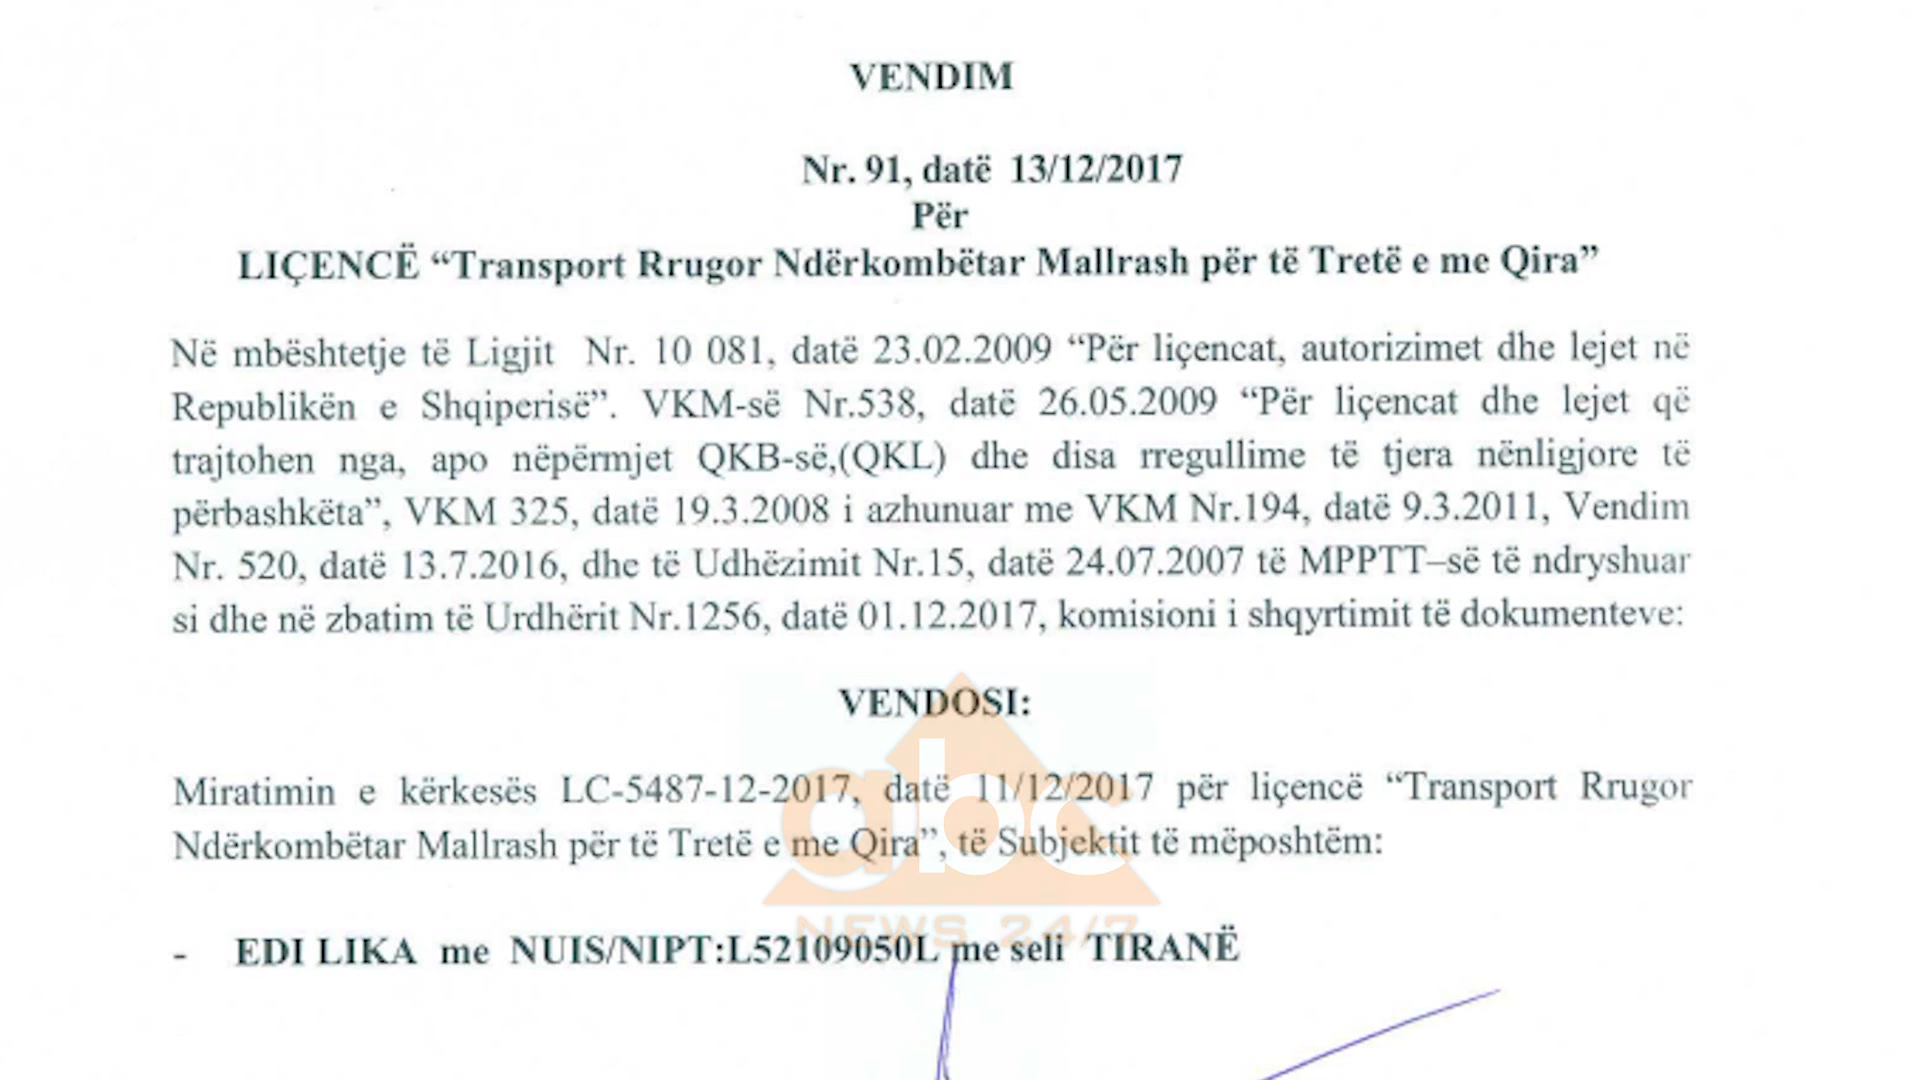 VENDIM
Nr. 91, datë 13/12/2017
Për
LIÇENCË “Transport Rrugor Ndërkombëtar Mallrash për të Tretë e me Qira”
Në mbështetje të Ligjit Nr. 10 081, datë 23.02.2009 “Për liçencat, autorizimet dhe lejet në
Republikën e Shqiperisë”. VKM-së Nr.538, datë 26.05.2009 “Për liçencat dhe lejet që
trajtohen nga, apo nëpërmjet QKB-së,(QKL) dhe disa rregullime të tjera nënligjore të
përbashkëta”, VKM 325, datë 19.3.2008 i azhunuar me VKM Nr.194, datë 9.3.2011, Vendim
Nr. 520, datë 13.7.2016, dhe të Udhëzimit Nr.15, datë 24.07.2007 të MPPTT–së të ndryshuar
si dhe në zbatim të Urdhërit Nr.1256, datë 01.12.2017, komisioni i shqyrtimit të dokumenteve:
VENDOSI:
Miratimin e kërkesës LC-5487-12-2017, datë 11/12/2017 për liçencë “Transport Rrugor
Ndërkombëtar Mallrash për të Tretë e me Qira”, të Subjektit të mëposhtëm:
abc
NEWS 24/7
- EDI LIKA me NUIS/NIPT:L52109050L me seli TIRANË